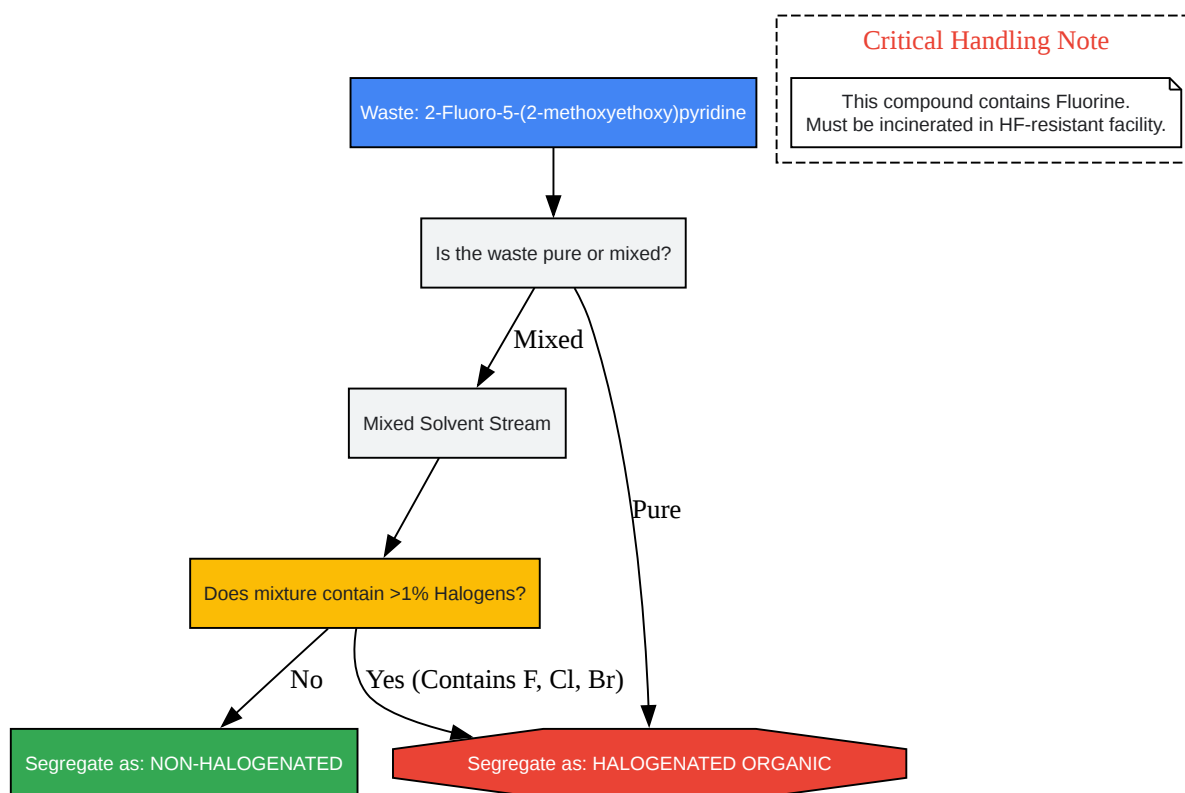 Critical Handling Note
Waste: 2-Fluoro-5-(2-methoxyethoxy)pyridine
This compound contains Fluorine.
Must be incinerated in HF-resistant facility.
Is the waste pure or mixed?
Mixed
Mixed Solvent Stream
Pure
Does mixture contain >1% Halogens?
No
Yes (Contains F, Cl, Br)
Segregate as: NON-HALOGENATED
Segregate as: HALOGENATED ORGANIC